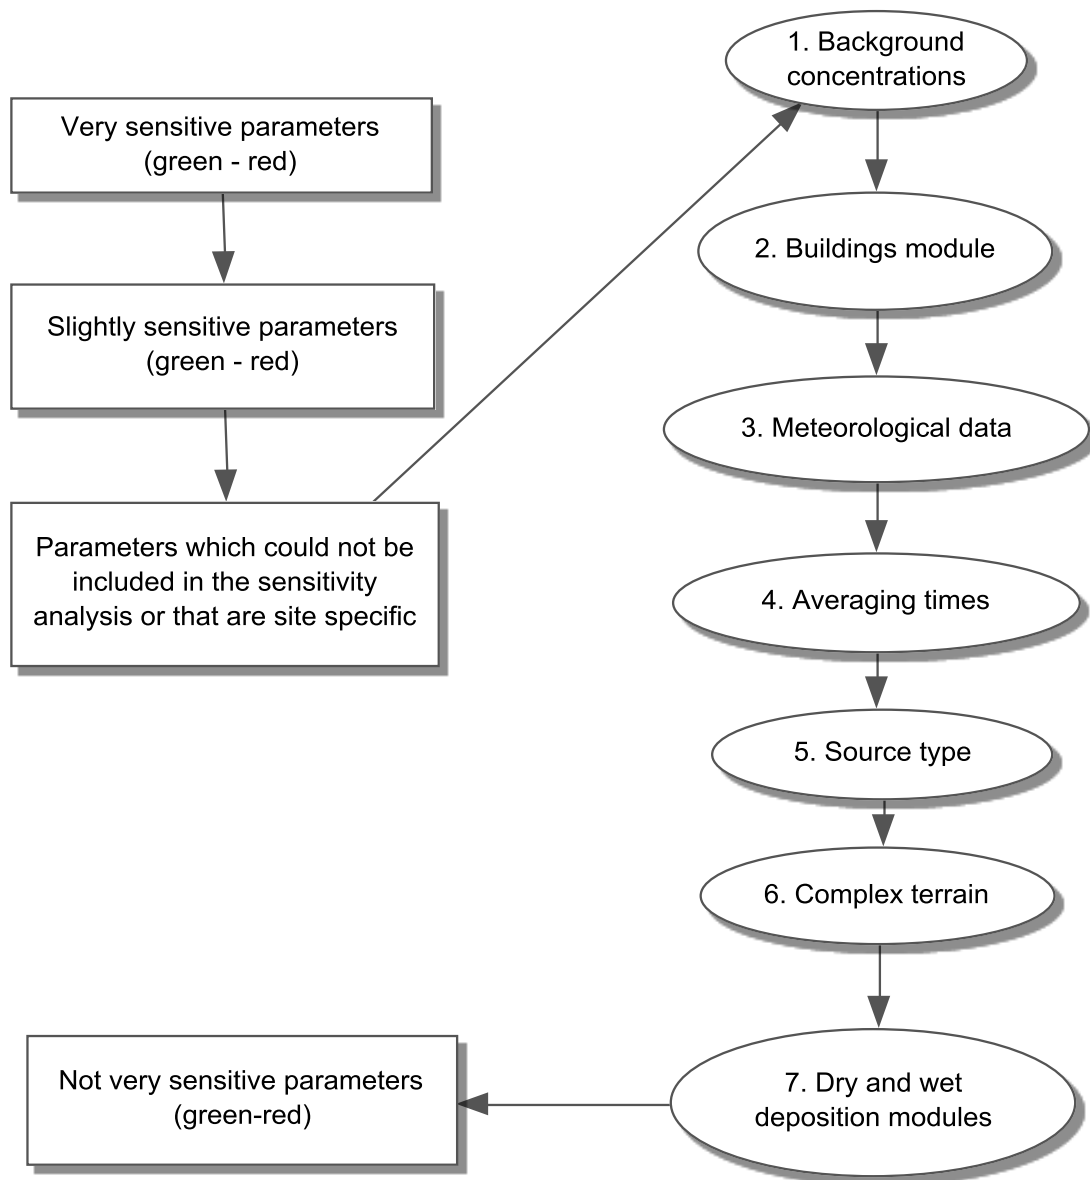 Very sensitive parameters
(green - red)
Slightly sensitive parameters
(green - red)
Parameters which could not be
included in the sensitivity
analysis or that are site specific
1. Background
concentrations
2. Buildings module
3. Meteorological data
4. Averaging times
5. Source type
6. Complex terrain
7. Dry and wet
deposition modules
Not very sensitive parameters
(green-red)